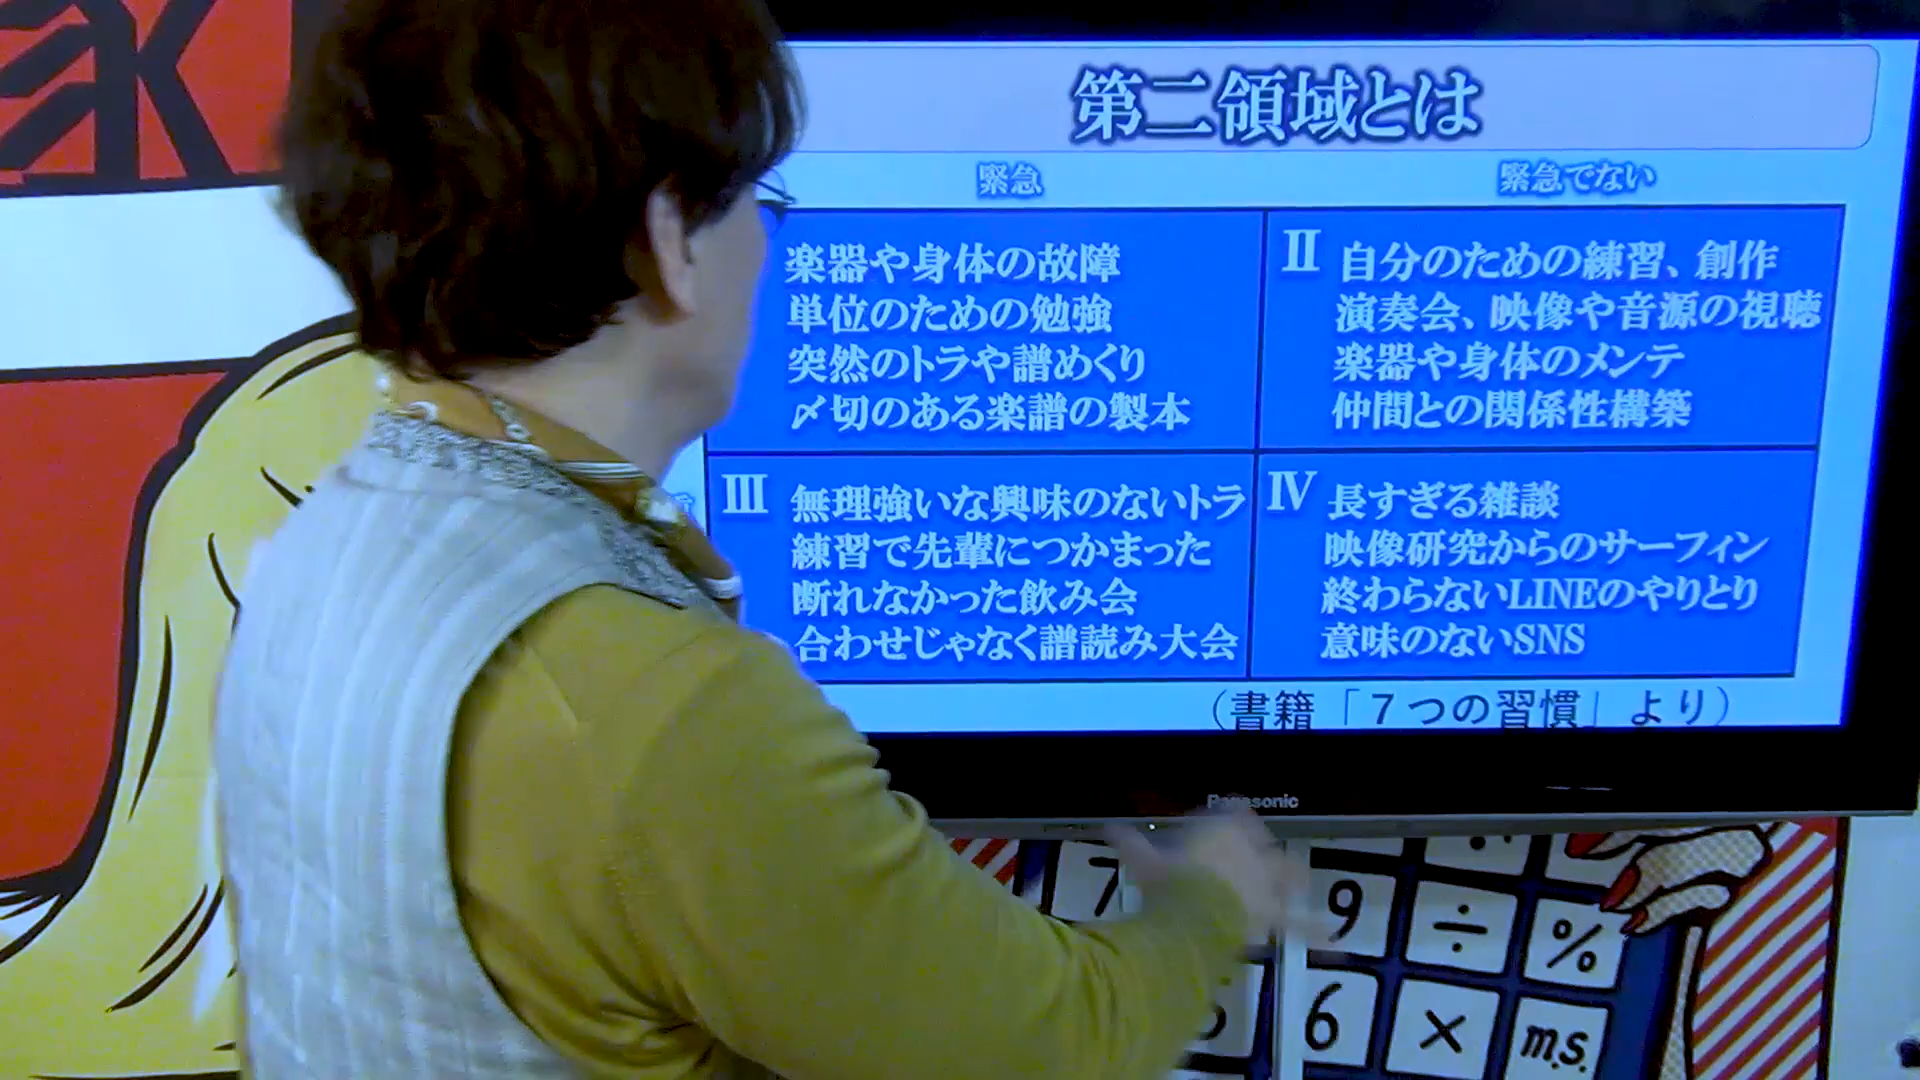 第二領域とは
緊急
緊急でない
楽器や身体の故障
単位のための勉強
突然のトラや譜めくり
〆切のある楽譜の製本
Ⅱ 自分のための練習、創作
演奏会、映像や音源の視聴
楽器や身体のメンテ
仲間との関係性構築
Ⅲ 無理強いな興味のないトラ
練習で先輩につかまった
断れなかった飲み会
合わせじゃなく譜読み大会
Ⅳ 長すぎる雑談
映像研究からのサーフィン
終わらないLINEのやりとり
意味のないSNS
(書籍「7つの習慣」より)
Panasonic
7 9 ÷ %
6 × m.s.